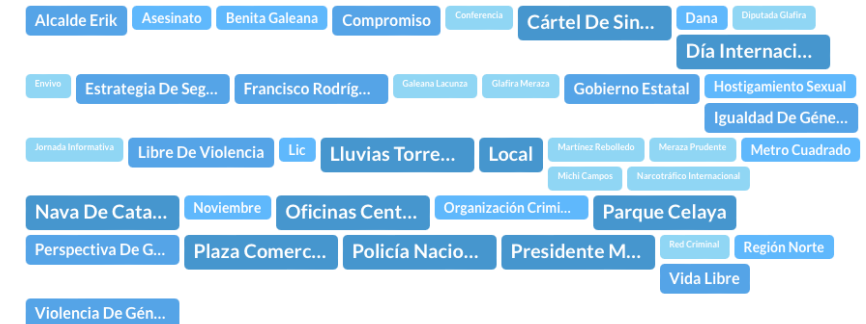 Alcalde Erik
Asesinato
Benita Galeana
Compromiso
Conferencia
Cártel De Sin...
Dana
Diputada Glafira
Día Internaci...
Envivo
Estrategia De Seg...
Francisco Rodríg...
Galeana Lacunza
Glafira Meraza
Gobierno Estatal
Hostigamiento Sexual
Igualdad De Géne...
Jornada Informativa
Libre De Violencia
Lic
Lluvias Torre...
Local
Martínez Rebolledo
Meraza Prudente
Metro Cuadrado
Michi Campos
Narcotráfico Internacional
Nava De Cata...
Noviembre
Oficinas Cent...
Organización Crimi...
Parque Celaya
Perspectiva De G...
Plaza Comerc...
Policía Nacio...
Presidente M...
Red Criminal
Región Norte
Vida Libre
Violencia De Gén...